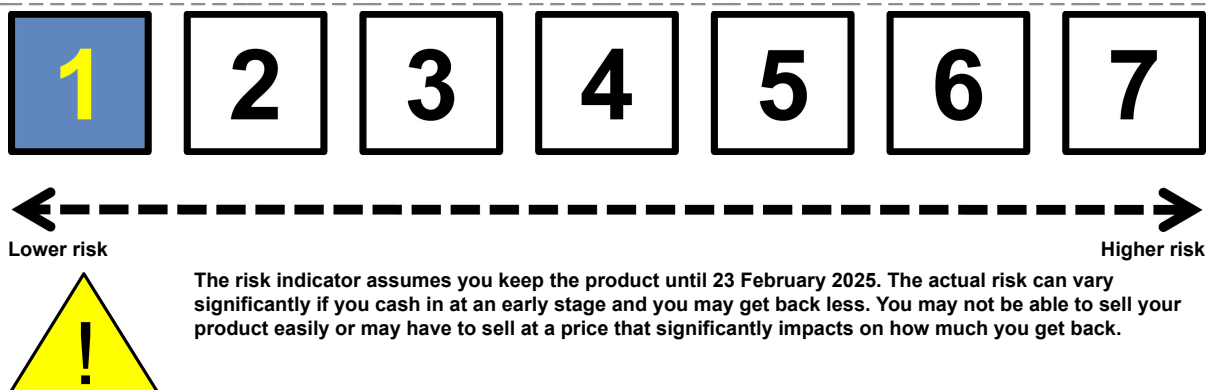 1 2 3 4 5 6 7
Lower risk Higher risk
The risk indicator assumes you keep the product until 23 February 2025. The actual risk can vary
significantly if you cash in at an early stage and you may get back less. You may not be able to sell your
product easily or may have to sell at a price that significantly impacts on how much you get back.
!